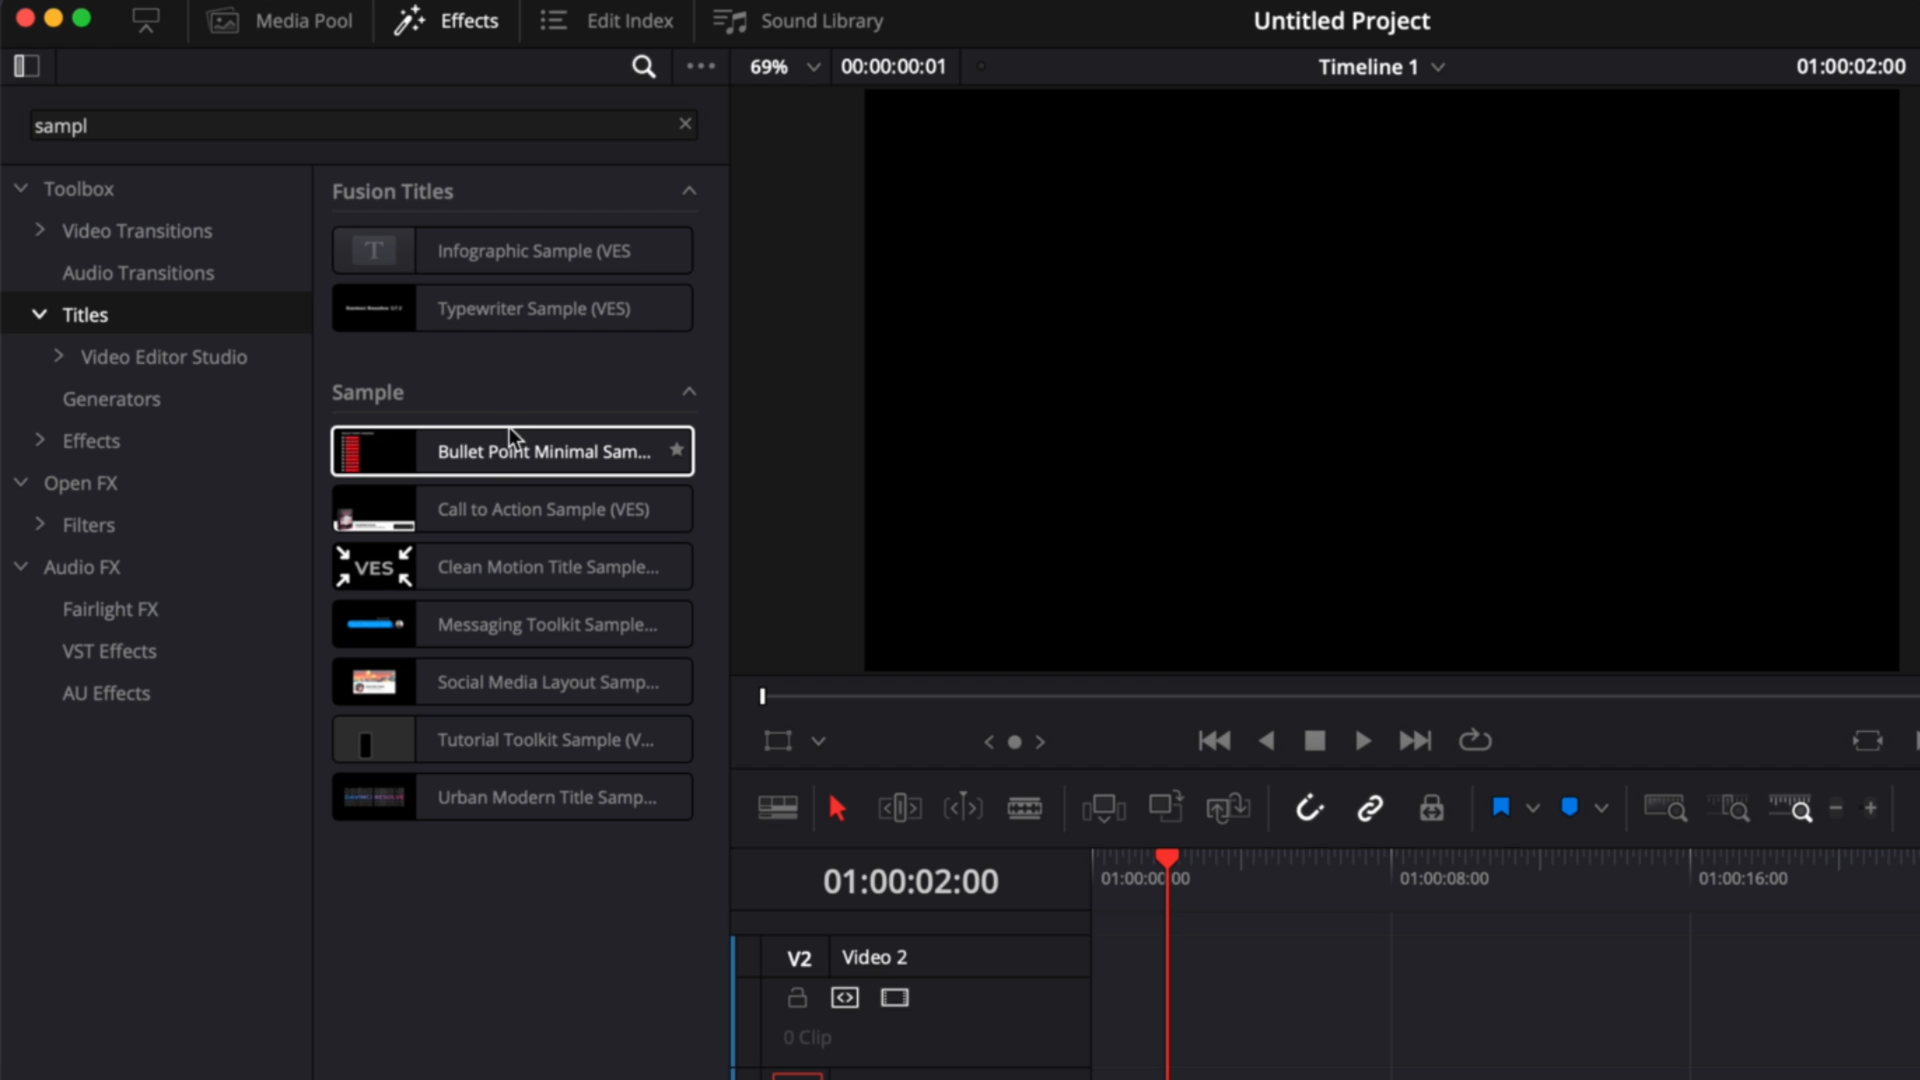 Media Pool
Effects
Edit Index
Sound Library
Untitled Project
69%
00:00:00:01
Timeline 1
01:00:02:00
sampl
Toolbox
Video Transitions
Audio Transitions
Titles
Video Editor Studio
Generators
Effects
Open FX
Filters
Audio FX
Fairlight FX
VST Effects
AU Effects
Fusion Titles
T
Infographic Sample (VES
Typewriter Sample (VES)
Sample
Bullet Point Minimal Sam...
Call to Action Sample (VES)
VES
Clean Motion Title Sample...
Messaging Toolkit Sample...
Social Media Layout Samp...
Tutorial Toolkit Sample (V...
Urban Modern Title Samp...
01:00:02:00
01:00:00:00
01:00:08:00
01:00:16:00
V2
Video 2
0 Clip